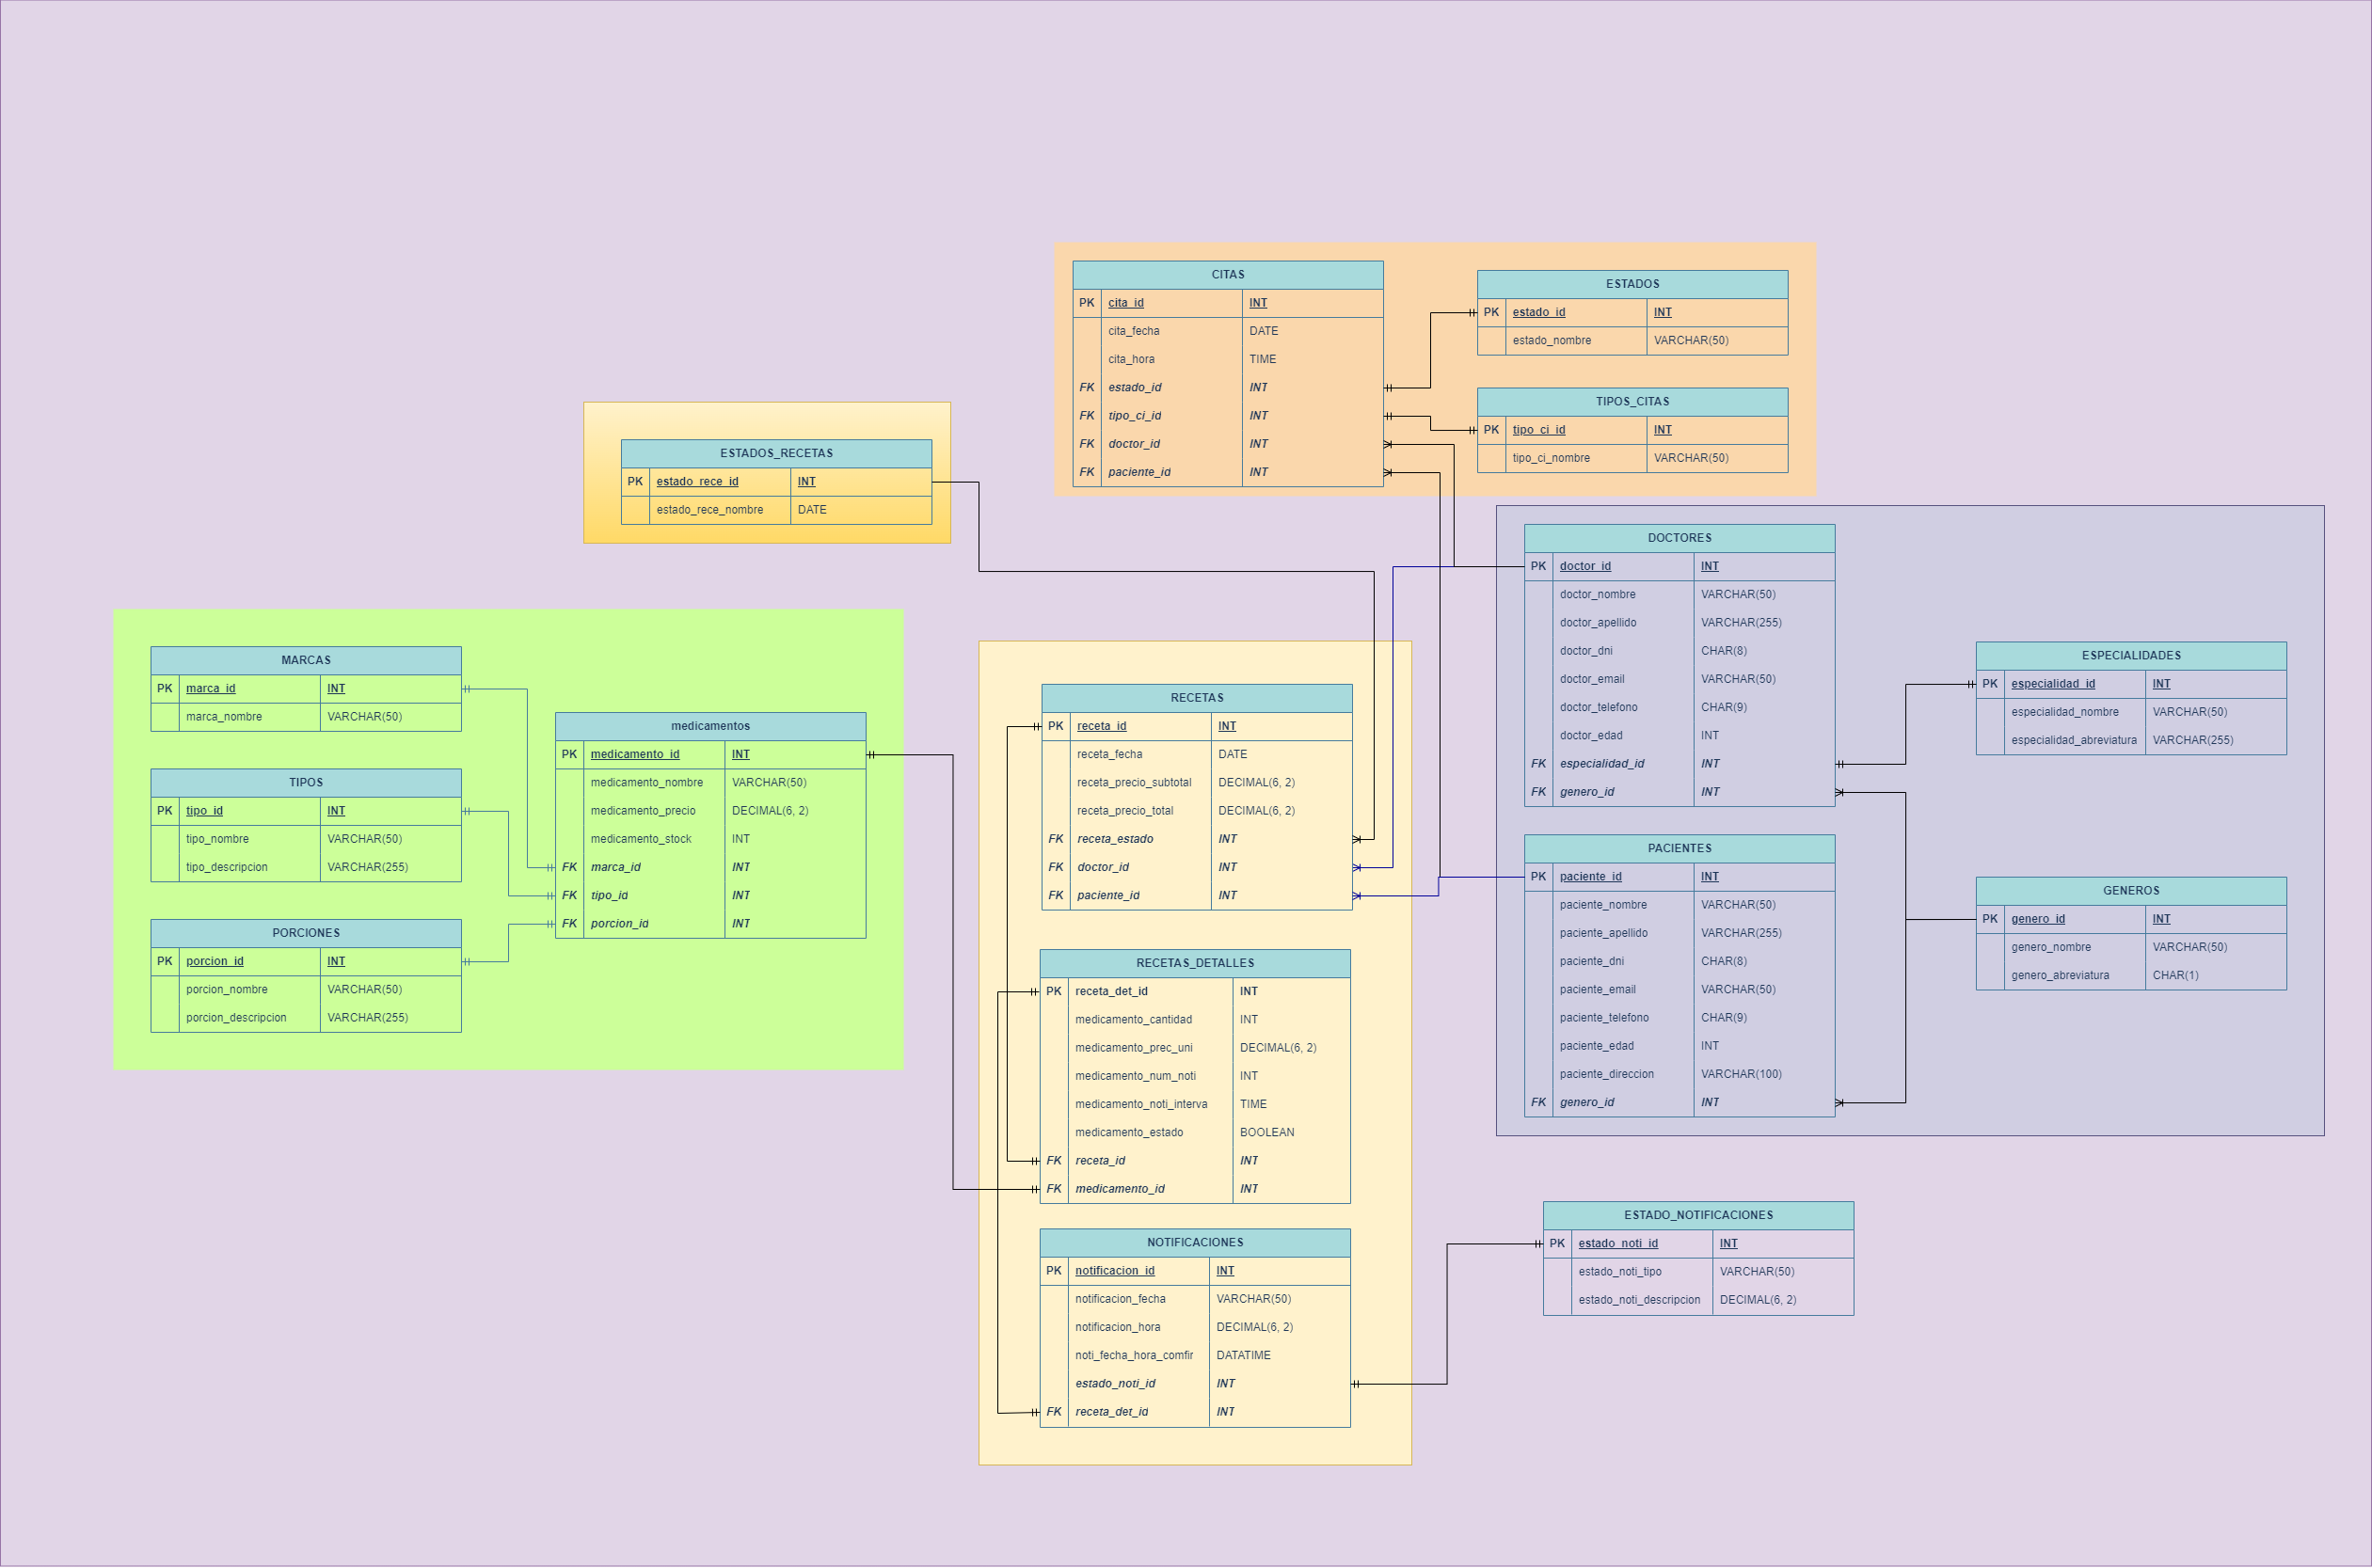 CITAS
PK cita_id INT
cita_fecha DATE
cita_hora TIME
FK estado_id INT
FK tipo_ci_id INT
FK doctor_id INT
FK paciente_id INT
ESTADOS
PK estado_id INT
estado_nombre VARCHAR(50)
TIPOS_CITAS
PK tipo_ci_id INT
tipo_ci_nombre VARCHAR(50)
ESTADOS_RECETAS
PK estado_rece_id INT
estado_rece_nombre DATE
DOCTORES
PK doctor_id INT
doctor_nombre VARCHAR(50)
doctor_apellido VARCHAR(255)
doctor_dni CHAR(8)
doctor_email VARCHAR(50)
doctor_telefono CHAR(9)
doctor_edad INT
FK especialidad_id INT
FK genero_id INT
ESPECIALIDADES
PK especialidad_id INT
especialidad_nombre VARCHAR(50)
especialidad_abreviatura VARCHAR(255)
MARCAS
PK marca_id INT
marca_nombre VARCHAR(50)
TIPOS
PK tipo_id INT
tipo_nombre VARCHAR(50)
tipo_descripcion VARCHAR(255)
PORCIONES
PK porcion_id INT
porcion_nombre VARCHAR(50)
porcion_descripcion VARCHAR(255)
medicamentos
PK medicamento_id INT
medicamento_nombre VARCHAR(50)
medicamento_precio DECIMAL(6, 2)
medicamento_stock INT
FK marca_id INT
FK tipo_id INT
FK porcion_id INT
RECETAS
PK receta_id INT
receta_fecha DATE
receta_precio_subtotal DECIMAL(6, 2)
receta_precio_total DECIMAL(6, 2)
FK receta_estado INT
FK doctor_id INT
FK paciente_id INT
PACIENTES
PK paciente_id INT
paciente_nombre VARCHAR(50)
paciente_apellido VARCHAR(255)
paciente_dni CHAR(8)
paciente_email VARCHAR(50)
paciente_telefono CHAR(9)
paciente_edad INT
paciente_direccion VARCHAR(100)
FK genero_id INT
GENEROS
PK genero_id INT
genero_nombre VARCHAR(50)
genero_abreviatura CHAR(1)
RECETAS_DETALLES
PK receta_det_id INT
medicamento_cantidad INT
medicamento_prec_uni DECIMAL(6, 2)
medicamento_num_noti INT
medicamento_noti_interva TIME
medicamento_estado BOOLEAN
FK receta_id INT
FK medicamento_id INT
NOTIFICACIONES
PK notificacion_id INT
notificacion_fecha VARCHAR(50)
notificacion_hora DECIMAL(6, 2)
noti_fecha_hora_comfir DATATIME
estado_noti_id INT
FK receta_det_id INT
ESTADO_NOTIFICACIONES
PK estado_noti_id INT
estado_noti_tipo VARCHAR(50)
estado_noti_descripcion DECIMAL(6, 2)